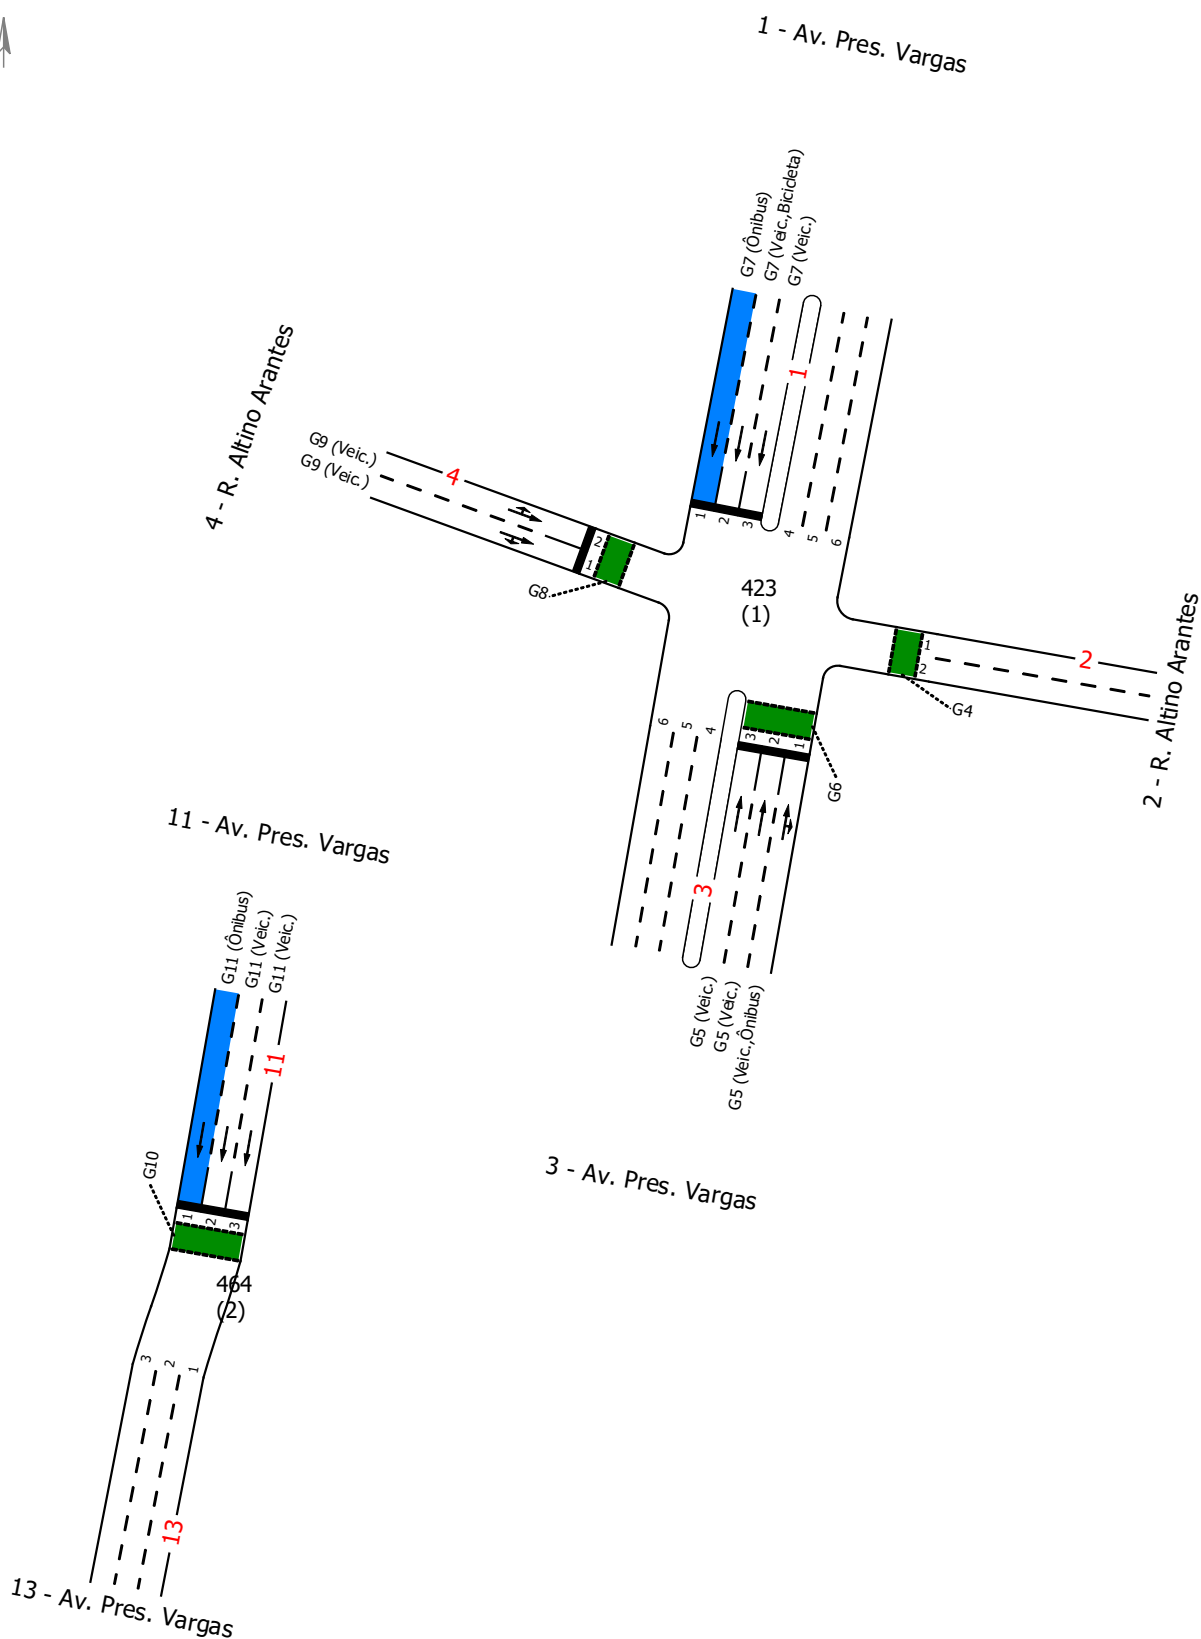 1 - Av. Pres. Vargas
G7 (Ônibus)
G7 (Veic.,Bicicleta)
G7 (Veic.)
1
4 - R. Altino Arantes
G9 (Veic.)
G9 (Veic.)
4
1
2
3
4
5
6
2
1
G8
423
(1)
1
2
2
G4
2 - R. Altino Arantes
6
5
4
3
2
1
G6
3
G5 (Veic.)
G5 (Veic.)
G5 (Veic.,Ônibus)
3 - Av. Pres. Vargas
11 - Av. Pres. Vargas
G11 (Ônibus)
G11 (Veic.)
G11 (Veic.)
11
G10
1
2
3
464
(2)
3
2
1
13
13 - Av. Pres. Vargas